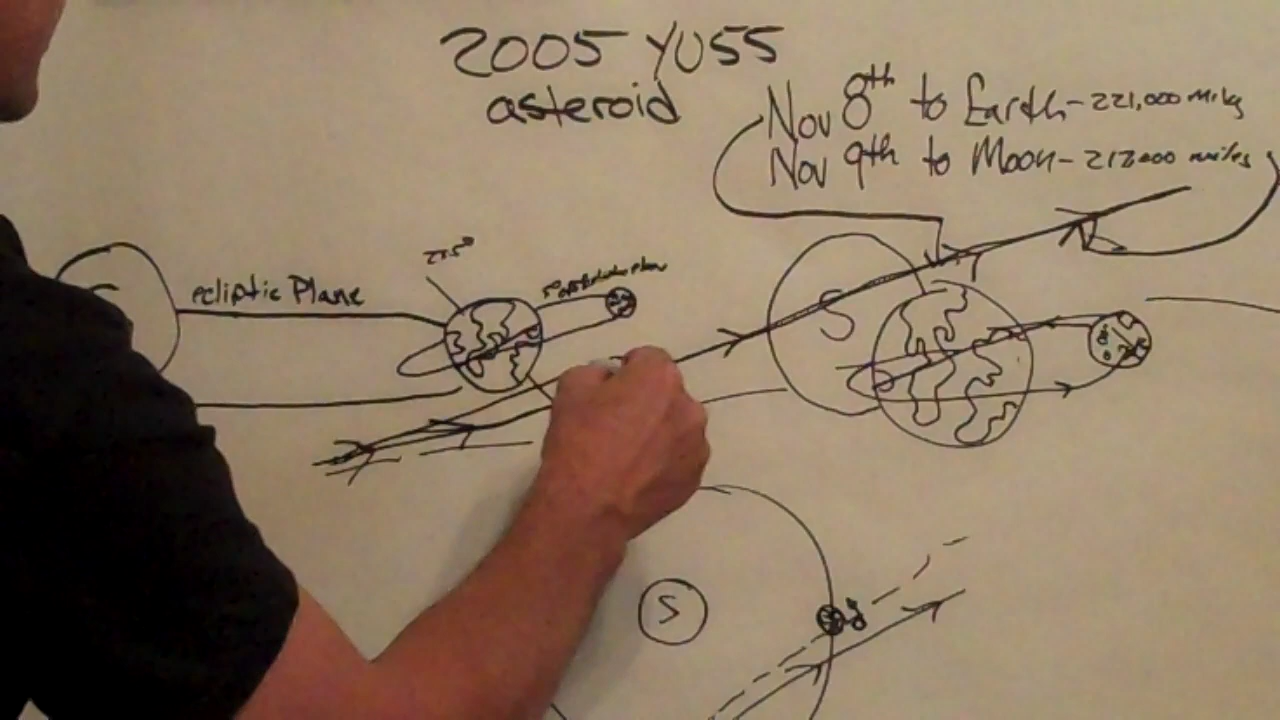 2005 YU55
asteroid
Nov 8th to Earth-221,000 miles
Nov 9th to Moon-212000 miles
ecliptic Plane
S
S